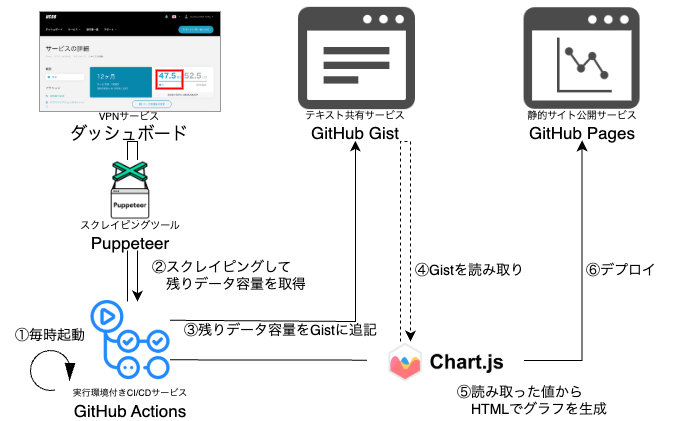 UCSS
サービスの詳細
12ヶ月
47.5
52.5
VPNサービス
ダッシュボード
テキスト共有サービス
GitHub Gist
静的サイト公開サービス
GitHub Pages
Puppeteer
スクレイピングツール
Puppeteer
②スクレイピングして
残りデータ容量を取得
④Gistを読み取り
⑥デプロイ
①毎時起動
③残りデータ容量をGistに追記
Chart.js
実行環境付きCI/CDサービス
GitHub Actions
⑤読み取った値から
HTMLでグラフを生成